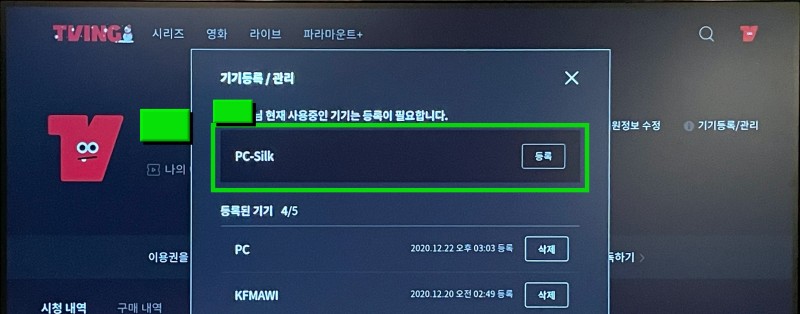 TVING 시리즈 영화 라이브 파라마운트+
기기등록 / 관리
님 현재 사용중인 기기는 등록이 필요합니다.
원정보 수정 기기등록/관리
PC-Silk 등록
나의
등록된 기기 4/5
PC 2020.12.22 오후 03:03 등록 삭제
이용권을
독하기 >
KFMAWI 2020.12.20 오전 02:49 등록 삭제
시청 내역 구매 내역